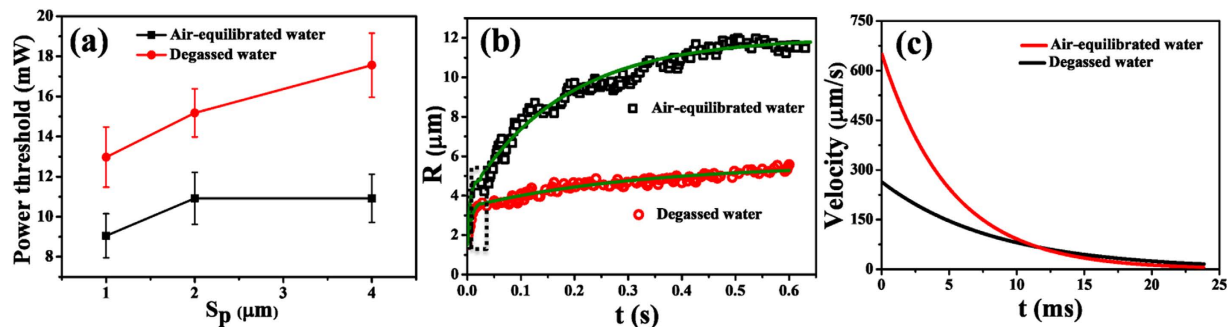 (a)
Air-equilibrated water
Degassed water
Power threshold (mW)
20
18
16
14
12
10
8
1 2 3 4
Sp (μm)
(b)
Air-equilibrated water
Degassed water
R (μm)
12
10
8
6
4
2
0
0.0 0.1 0.2 0.3 0.4 0.5 0.6
t (s)
(c)
Air-equilibrated water
Degassed water
Velocity (μm/s)
750
600
450
300
150
0
0 5 10 15 20 25
t (ms)